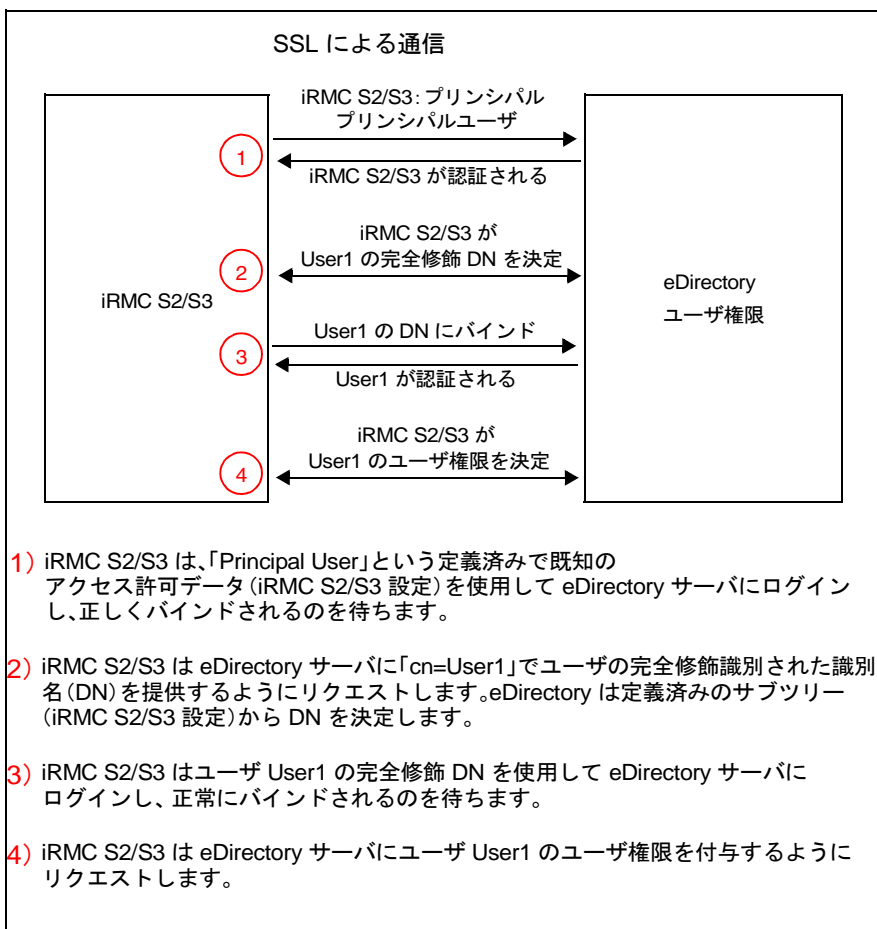 SSL による通信
iRMC S2/S3：プリンシパル
プリンシパルユーザ
1
iRMC S2/S3 が認証される
iRMC S2/S3 が
User1 の完全修飾 DN を決定
2
iRMC S2/S3
eDirectory
ユーザ権限
User1 の DN にバインド
3
User1 が認証される
iRMC S2/S3 が
User1 のユーザ権限を決定
4
1）iRMC S2/S3 は、「Principal User」という定義済みで既知の
アクセス許可データ（iRMC S2/S3 設定）を使用して eDirectory サーバにログイン
し、正しくバインドされるのを待ちます。
2）iRMC S2/S3 は eDirectory サーバに「cn=User1」でユーザの完全修飾識別された識別
名（DN）を提供するようにリクエストします。eDirectory は定義済みのサブツリー
（iRMC S2/S3 設定）から DN を決定します。
3）iRMC S2/S3 はユーザ User1 の完全修飾 DN を使用して eDirectory サーバに
ログインし、正常にバインドされるのを待ちます。
4）iRMC S2/S3 は eDirectory サーバにユーザ User1 のユーザ権限を付与するように
リクエストします。